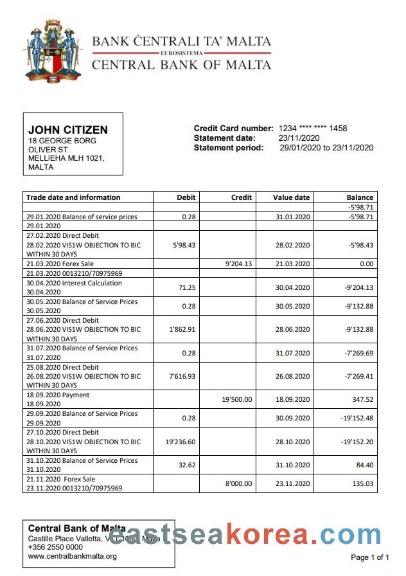 BANK ĊENTRALI TA' MALTA
EUROSISTEMA
CENTRAL BANK OF MALTA
JOHN CITIZEN
18 GEORGE BORG
OLIVER ST.
MELLIEHA MLH 1021,
MALTA
Credit Card number: 1234 **** **** 1458
Statement date: 23/11/2020
Statement period: 29/01/2020 to 23/11/2020
Trade date and information Debit Credit Value date Balance
-5'98.71
29.01.2020 Balance of service prices 0.28 31.01.2020 -5'98.71
29.01.2020
27.02.2020 Direct Debit
28.02.2020 VIS1W OBJECTION TO BIC 5'98.43 28.02.2020 -5'98.43
WITHIN 30 DAYS
21.03.2020 Forex Sale 9'204.13 21.03.2020 0.00
21.03.2020 0013210/70975969
30.04.2020 Interest Calculation
30.04.2020 71.25 30.04.2020 -9'204.13
30.05.2020 Balance of Service Prices
30.05.2020 0.28 30.05.2020 -9'132.88
27.06.2020 Direct Debit
28.06.2020 VIS1W OBJECTION TO BIC 1'862.91 28.06.2020 -9'132.88
WITHIN 30 DAYS
31.07.2020 Balance of Service Prices
31.07.2020 0.28 31.07.2020 -7'269.69
25.08.2020 Direct Debit
26.08.2020 VIS1W OBJECTION TO BIC 7'616.93 26.08.2020 -7'269.41
WITHIN 30 DAYS
18.09.2020 Payment
18.09.2020 19'500.00 18.09.2020 347.52
29.09.2020 Balance of Service Prices
29.09.2020 0.28 30.09.2020 -19'152.48
27.10.2020 Direct Debit
28.10.2020 VIS1W OBJECTION TO BIC 19'236.60 28.10.2020 -19'152.20
WITHIN 30 DAYS
31.10.2020 Balance of Service Prices
31.10.2020 32.62 31.10.2020 84.40
21.11.2020 Forex Sale
23.11.2020 0013210/70975969 8'000.00 23.11.2020 135.03
Central Bank of Malta
Castille Place Valletta, Malta
+356 2550 0000
www.centralbankmalta.org
eastseakorea.com
Page 1 of 1